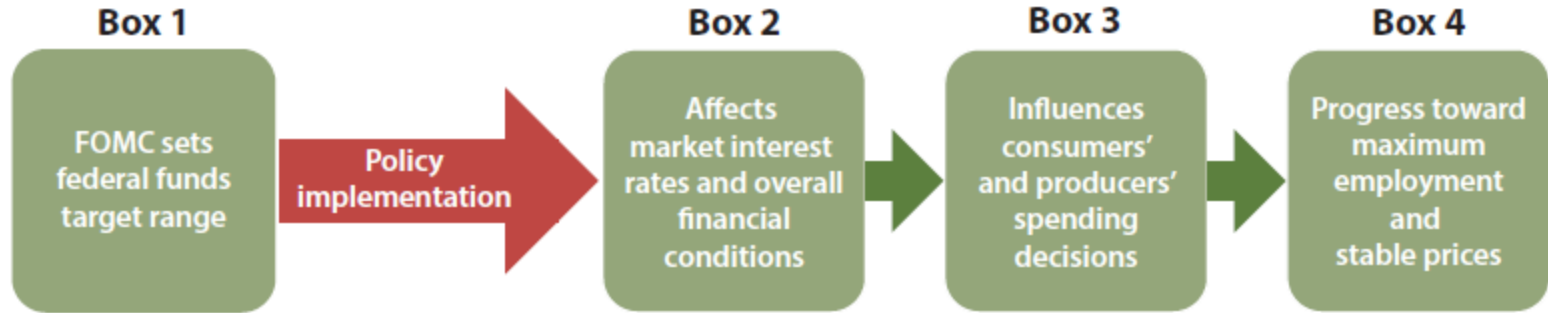 Box 1
FOMC sets
federal funds
target range
Policy
implementation
Box 2
Affects
market interest
rates and overall
financial
conditions
Box 3
Influences
consumers’
and producers’
spending
decisions
Box 4
Progress toward
maximum
employment
and
stable prices